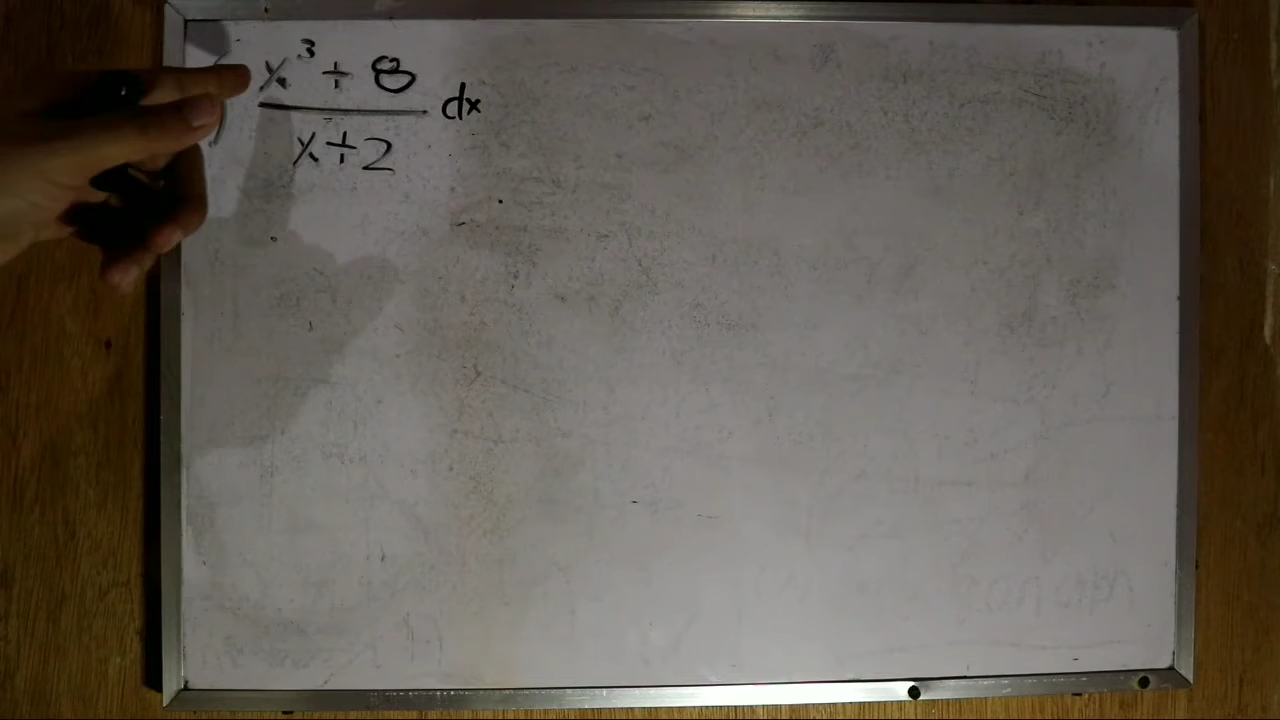 ∫ x³ + 8 dx
x + 2